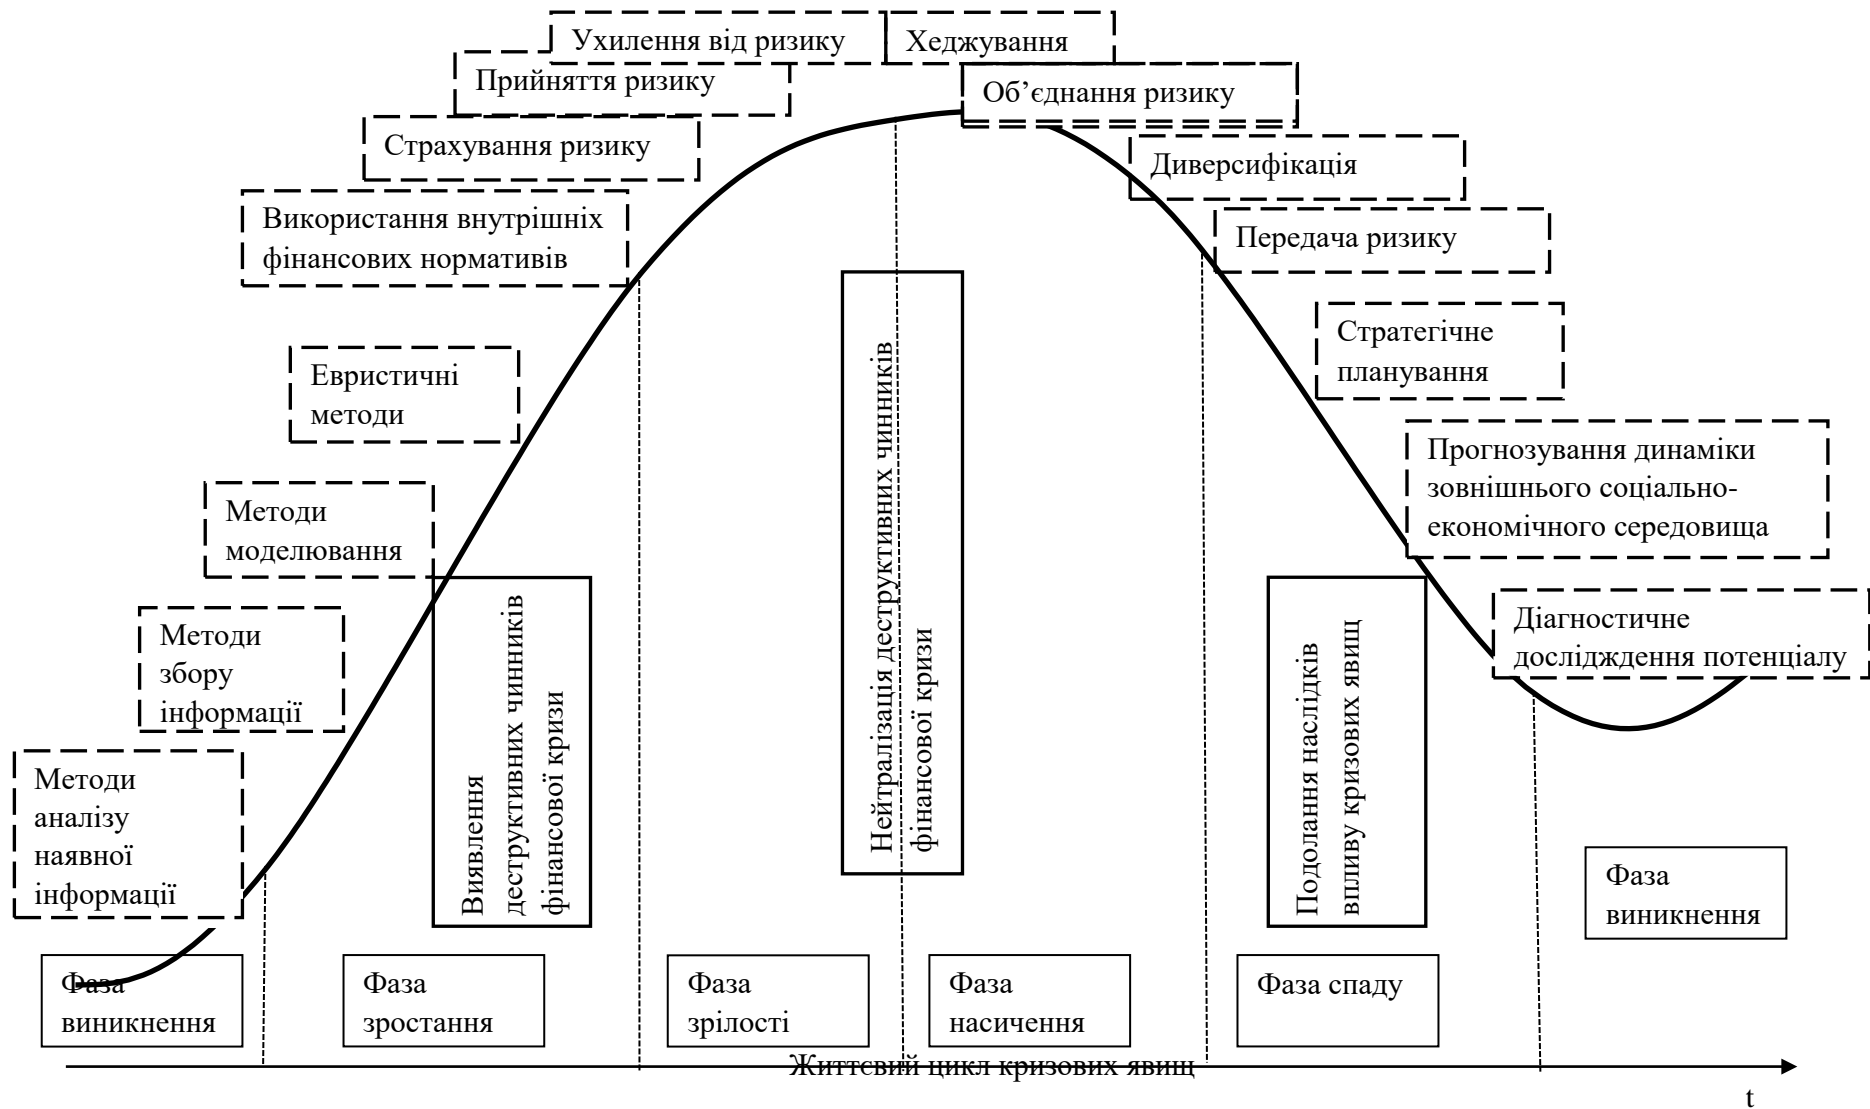 Ухилення від ризику
Хеджування
Прийняття ризику
Об’єднання ризику
Страхування ризику
Диверсифікація
Використання внутрішніх
фінансових нормативів
Передача ризику
Евристичні
методи
Стратегічне
планування
Методи
моделювання
Прогнозування динаміки
зовнішнього соціально-
економічного середовища
Методи
збору
інформації
Діагностичне
дослідждення потенціалу
Методи
аналізу
наявної
інформації
Виявлення
деструктивних чинників
фінансової кризи
Нейтралізація деструктивних чинників
фінансової кризи
Подолання наслідків
впливу кризових явищ
Фаза
виникнення
Фаза
зростання
Фаза
зрілості
Фаза
насичення
Фаза спаду
Фаза
виникнення
Життєвий цикл кризових явищ
t